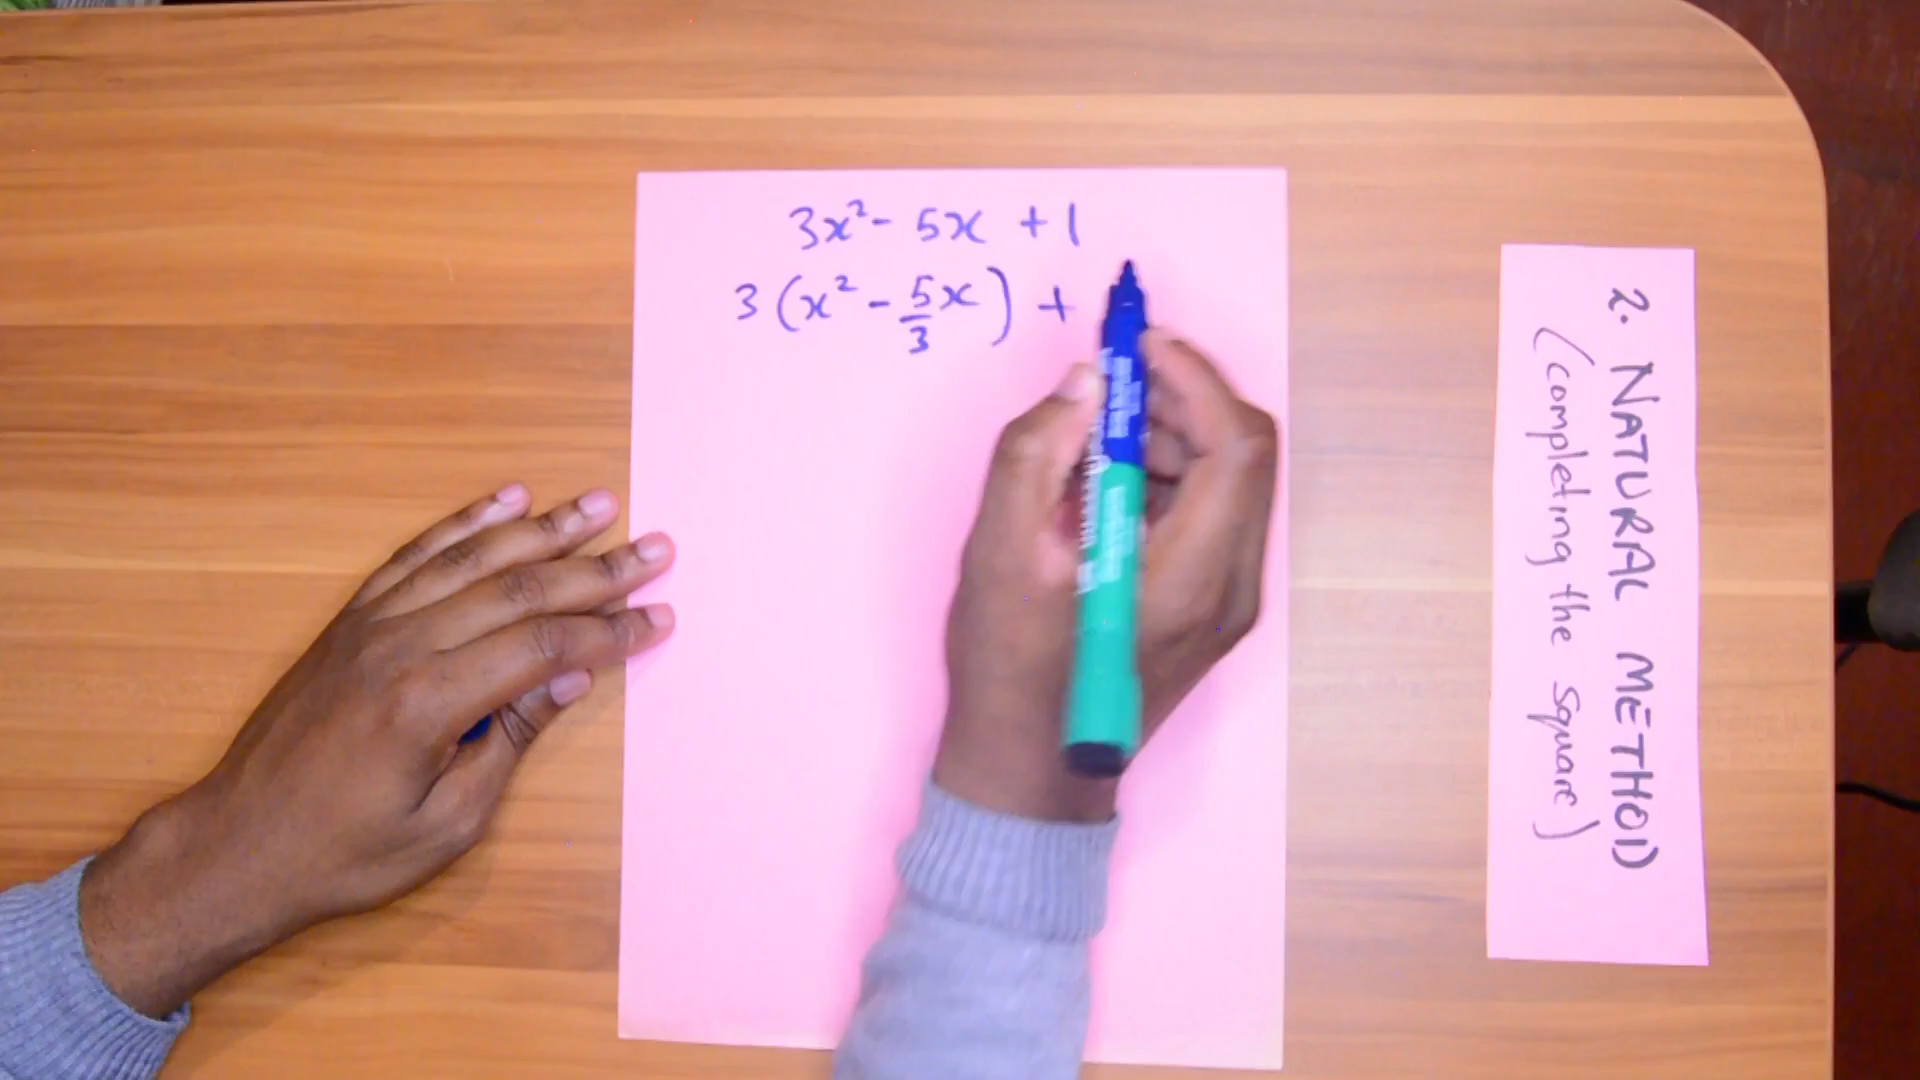 3x² - 5x + 1
3(x² - 5/3 x) +
2. NATURAL METHOD
(completing the square)